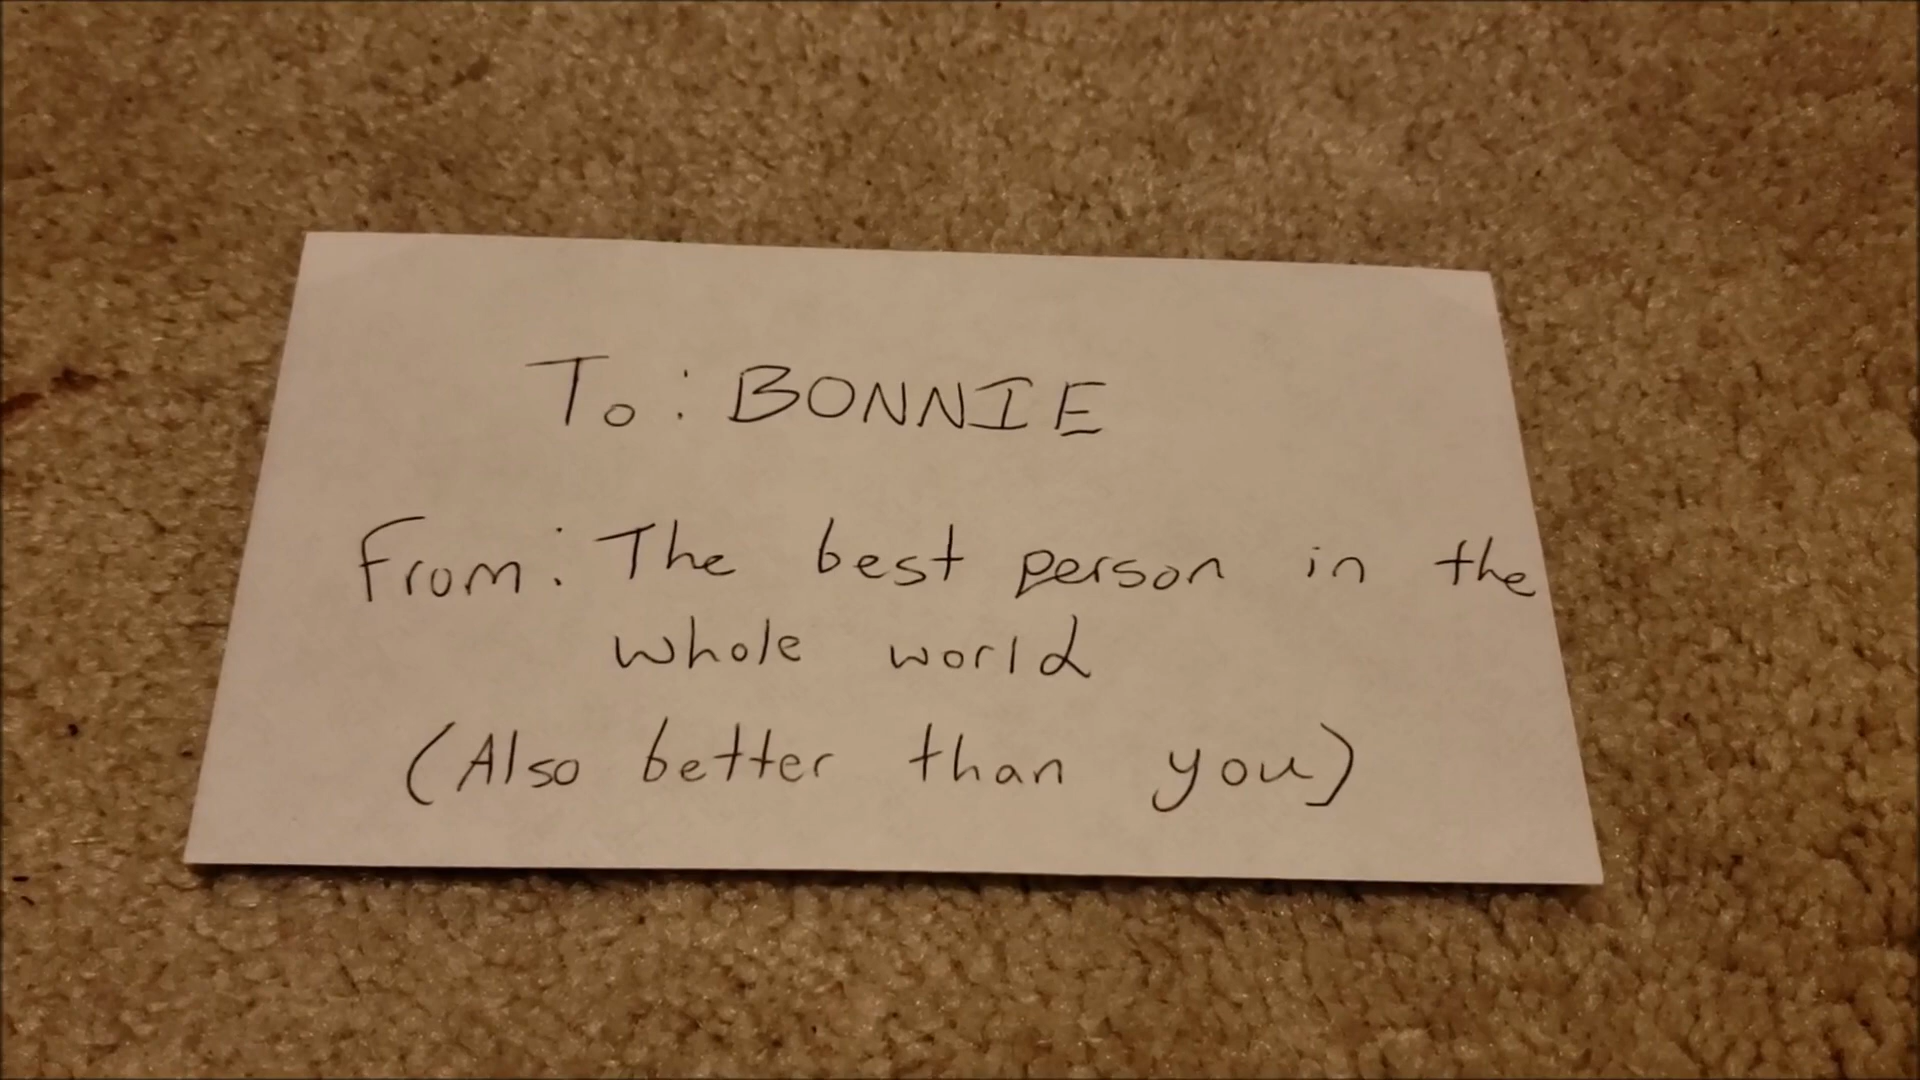 To: BONNIE
From: The best person in the
whole world
(Also better than you)